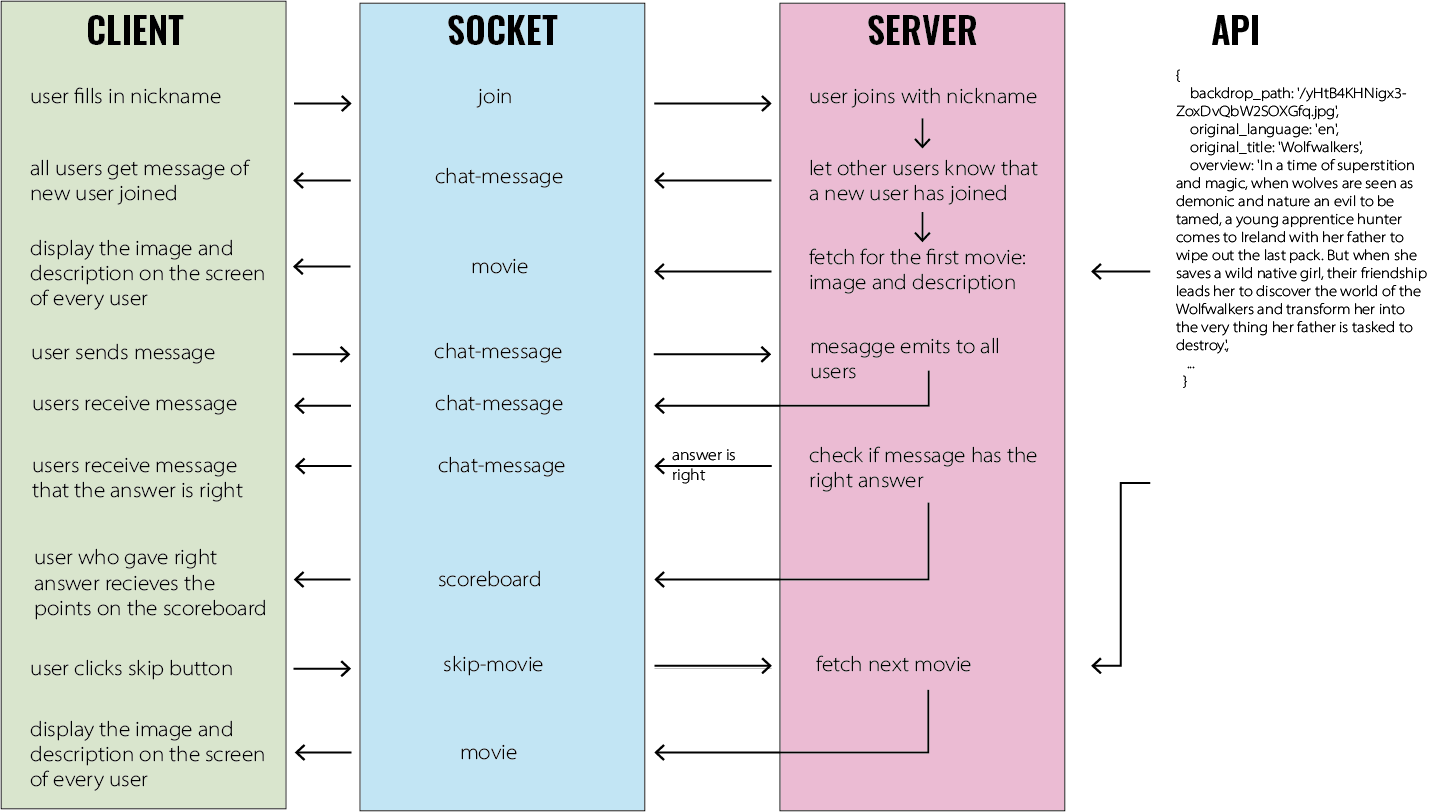 CLIENT
SOCKET
SERVER
API
user fills in nickname
join
user joins with nickname
all users get message of
new user joined
chat-message
let other users know that
a new user has joined
display the image and
description on the screen
of every user
movie
fetch for the first movie:
image and description
user sends message
chat-message
mesagge emits to all
users
users receive message
chat-message
users receive message
that the answer is right
chat-message
answer is
right
check if message has the
right answer
user who gave right
answer recieves the
points on the scoreboard
scoreboard
user clicks skip button
skip-movie
fetch next movie
display the image and
description on the screen
of every user
movie
{
backdrop_path: '/yHtB4KHNigx3-
ZoxDvQbW2SOXGfq.jpg',
original_language: 'en',
original_title: 'Wolfwalkers',
overview: 'In a time of superstition
and magic, when wolves are seen as
demonic and nature an evil to be
tamed, a young apprentice hunter
comes to Ireland with her father to
wipe out the last pack. But when she
saves a wild native girl, their friendship
leads her to discover the world of the
Wolfwalkers and transform her into
the very thing her father is tasked to
destroy.',
...
}